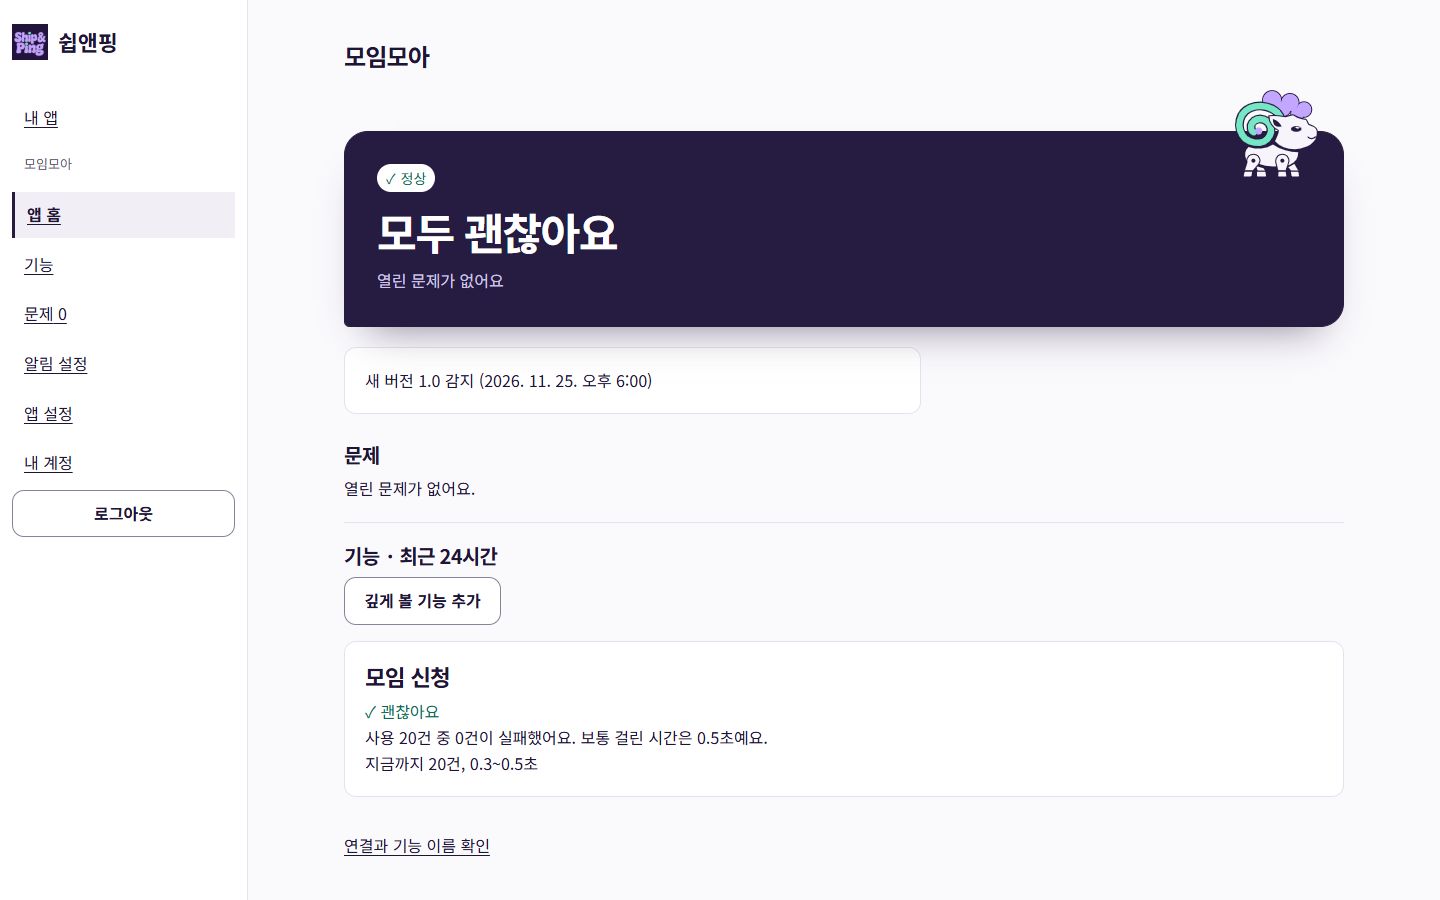 Ship&
Ping
쉽앤핑
내 앱
모임모아
앱 홈
기능
문제 0
알림 설정
앱 설정
내 계정
로그아웃
모임모아
✓ 정상
모두 괜찮아요
열린 문제가 없어요
새 버전 1.0 감지 (2026. 11. 25. 오후 6:00)
문제
열린 문제가 없어요.
기능 · 최근 24시간
깊게 볼 기능 추가
모임 신청
✓ 괜찮아요
사용 20건 중 0건이 실패했어요. 보통 걸린 시간은 0.5초예요.
지금까지 20건, 0.3~0.5초
연결과 기능 이름 확인